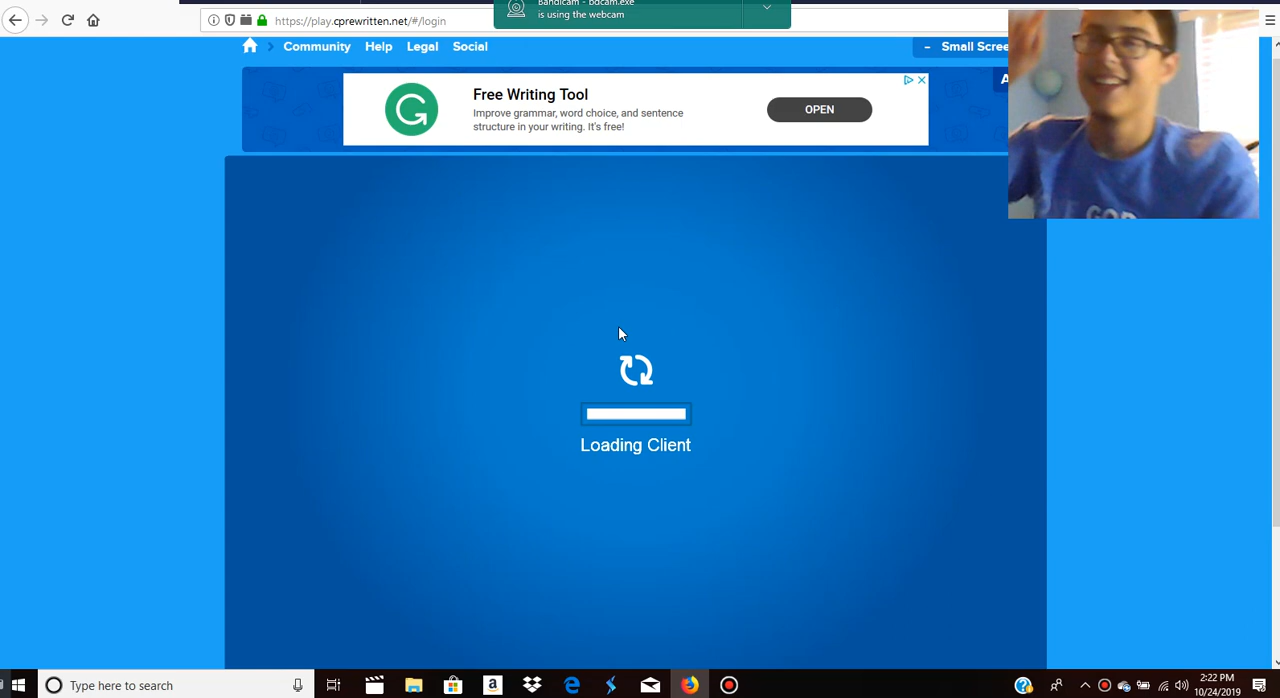 Bandicam - bdcam.exe
is using the webcam
https://play.cprewritten.net/#/login
Community Help Legal Social
- Small Scree
A
Free Writing Tool
Improve grammar, word choice, and sentence
structure in your writing. It's free!
OPEN
GOD
Loading Client
Type here to search
2:22 PM
10/24/2019